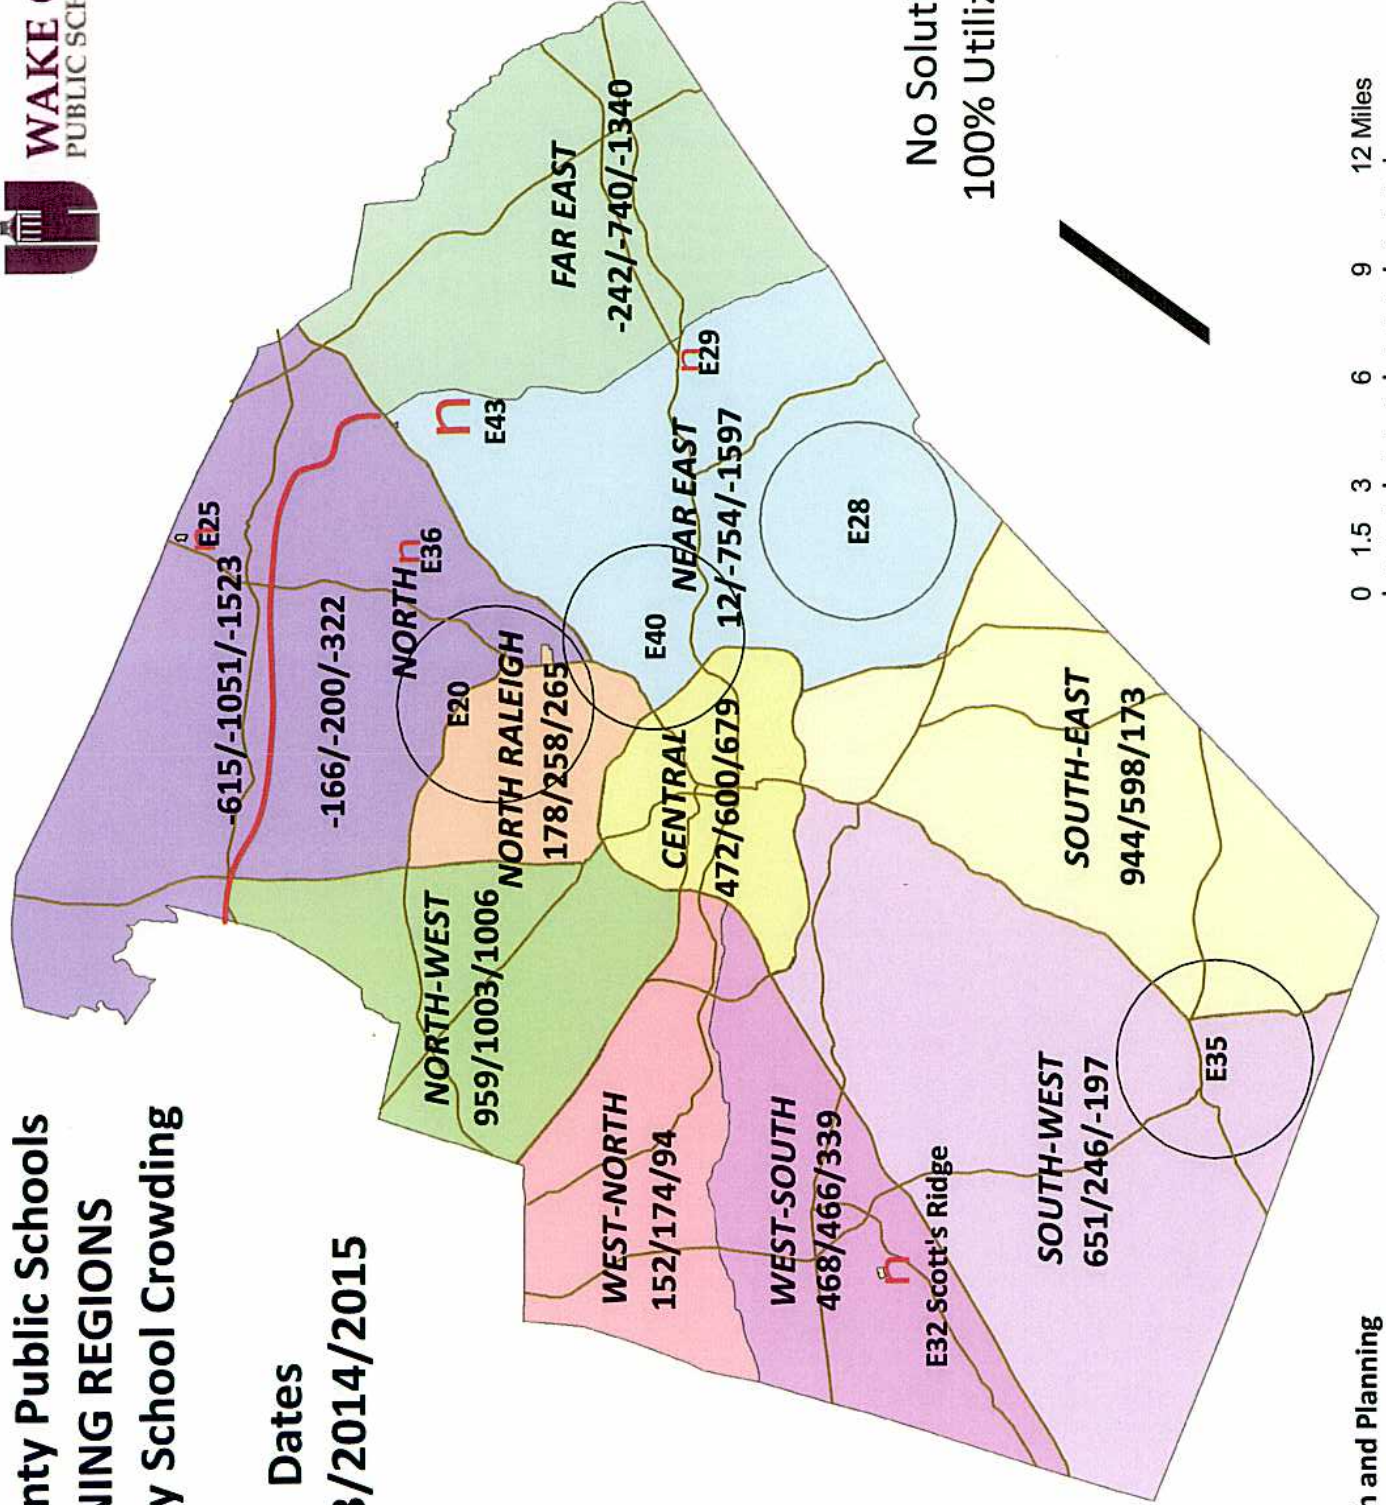 nty Public Schools
NING REGIONS
y School Crowding
Dates
3/2014/2015
WAKE
PUBLIC SCH
-615/-1051/-1523
E25
-166/-200/-322
NORTH
n
E36
E20
NORTH-WEST
959/1003/1006
NORTH RALEIGH
178/258/265
n
E43
FAR EAST
-242/-740/-1340
WEST-NORTH
152/174/94
CENTRAL
472/600/679
E40
NEAR EAST
12/-754/-1597
n
E29
WEST-SOUTH
468/466/339
n
E32 Scott's Ridge
E28
No Solut
100% Utiliz
SOUTH-WEST
651/246/-197
SOUTH-EAST
944/598/173
E35
n and Planning
0 1.5 3 6 9 12 Miles